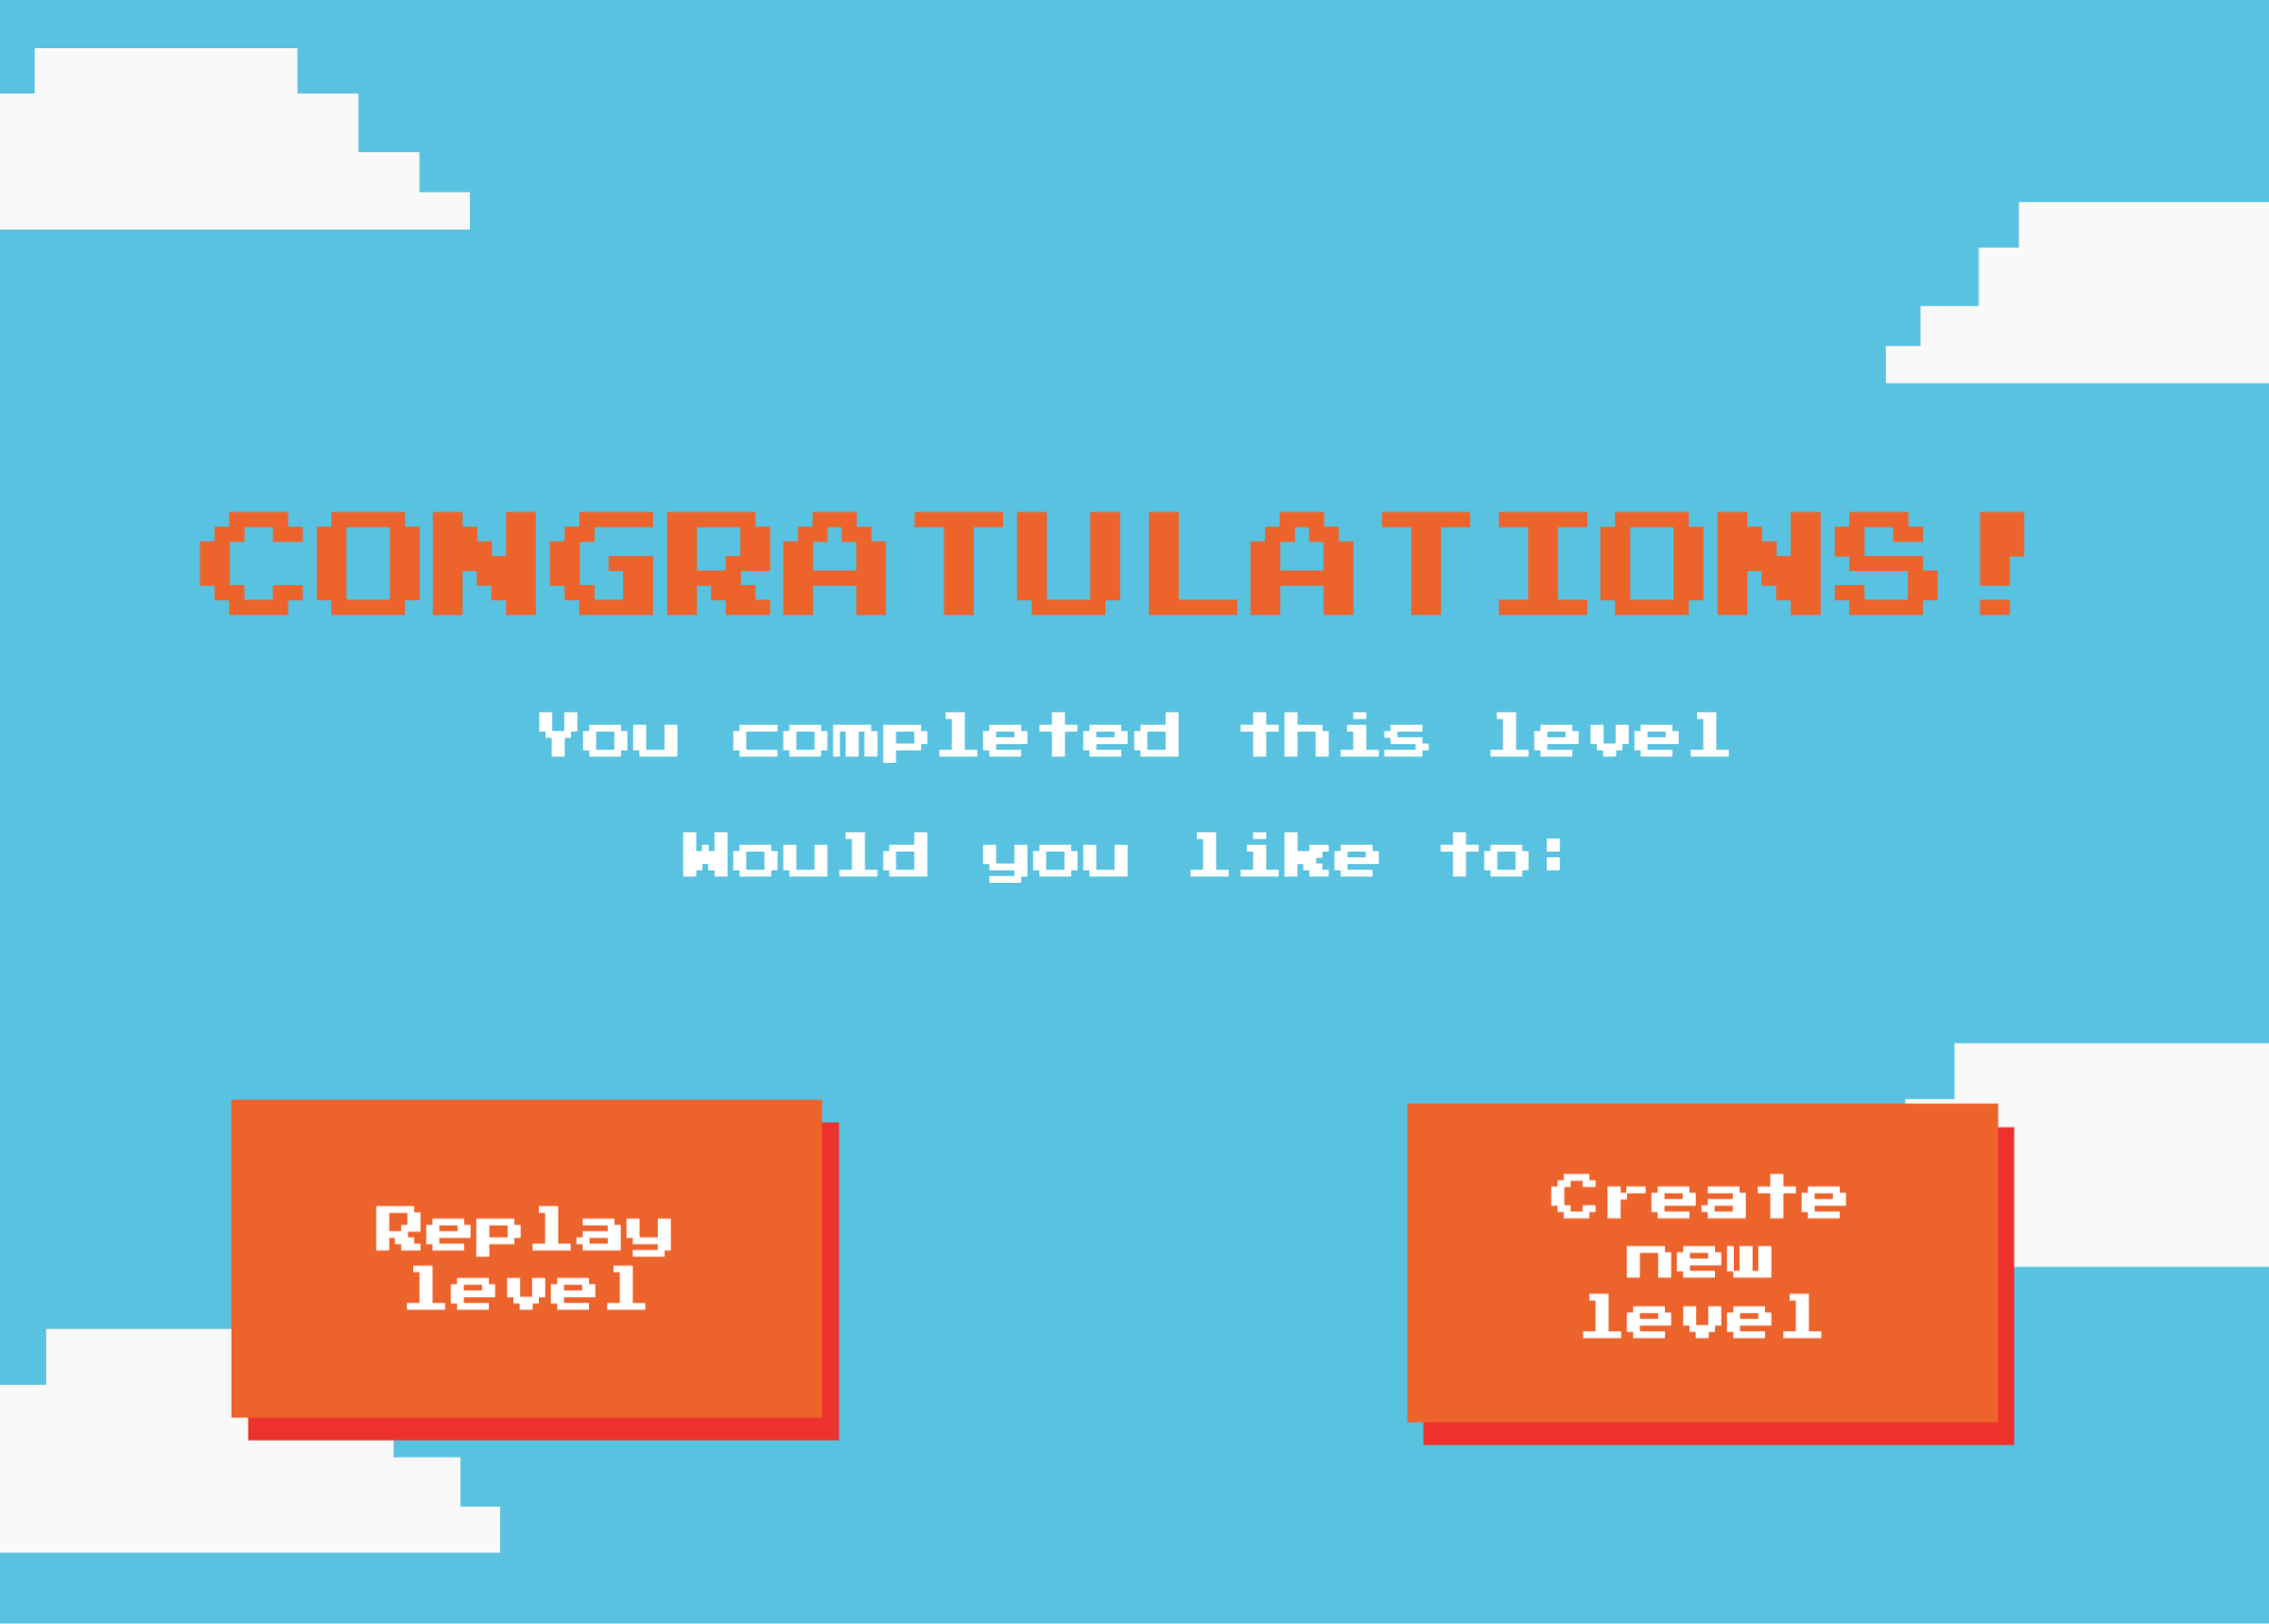 CONGRATULATIONS!
You completed this level
Would you like to:
Replay
level
Create
new
level